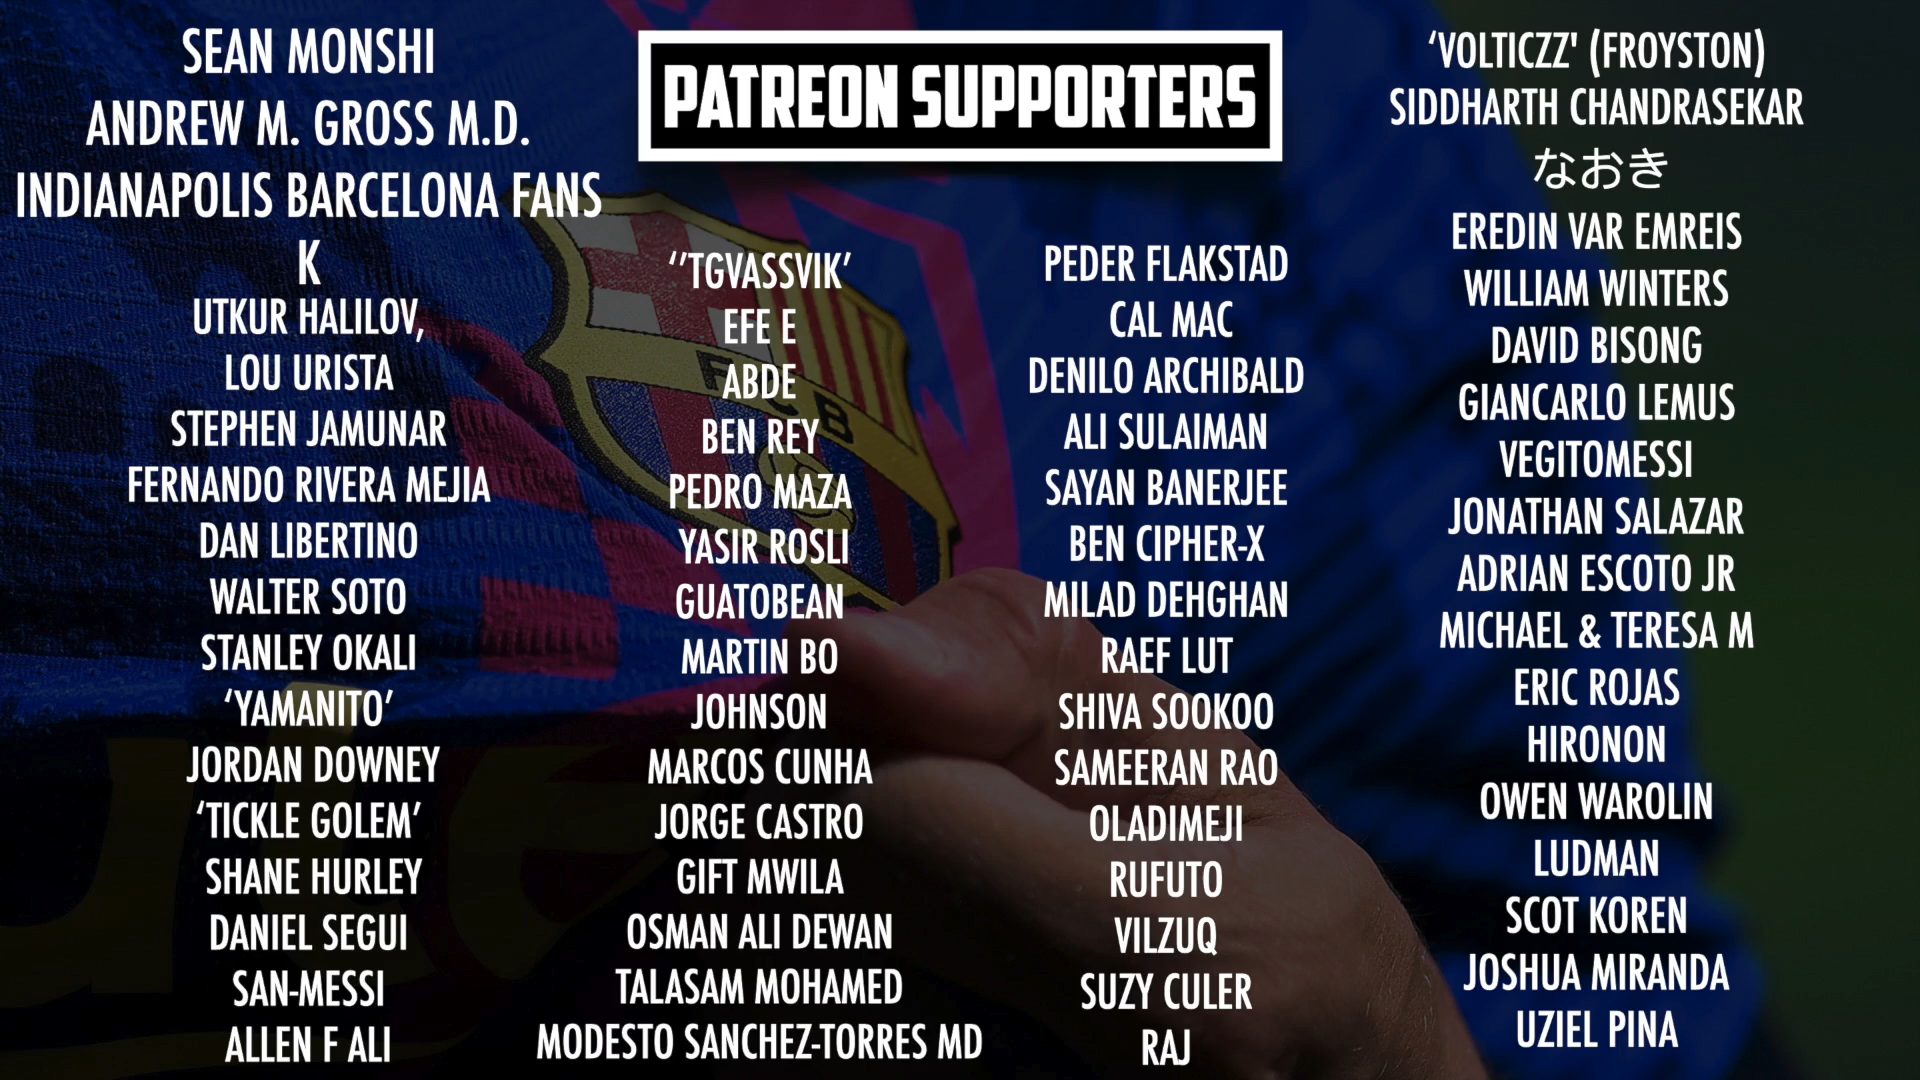 PATREON SUPPORTERS
SEAN MONSHI
ANDREW M. GROSS M.D.
INDIANAPOLIS BARCELONA FANS
K
UTKUR HALILOV,
LOU URISTA
STEPHEN JAMUNAR
FERNANDO RIVERA MEJIA
DAN LIBERTINO
WALTER SOTO
STANLEY OKALI
‘YAMANITO’
JORDAN DOWNEY
‘TICKLE GOLEM’
SHANE HURLEY
DANIEL SEGUI
SAN-MESSI
ALLEN F ALI
‘’TGVASSVIK’
EFE E
ABDE
BEN REY
PEDRO MAZA
YASIR ROSLI
GUATOBEAN
MARTIN BO
JOHNSON
MARCOS CUNHA
JORGE CASTRO
GIFT MWILA
OSMAN ALI DEWAN
TALASAM MOHAMED
MODESTO SANCHEZ-TORRES MD
PEDER FLAKSTAD
CAL MAC
DENILO ARCHIBALD
ALI SULAIMAN
SAYAN BANERJEE
BEN CIPHER-X
MILAD DEHGHAN
RAEF LUT
SHIVA SOOKOO
SAMEERAN RAO
OLADIMEJI
RUFUTO
VILZUQ
SUZY CULER
RAJ
‘VOLTICZZ' (FROYSTON)
SIDDHARTH CHANDRASEKAR
なおき
EREDIN VAR EMREIS
WILLIAM WINTERS
DAVID BISONG
GIANCARLO LEMUS
VEGITOMESSI
JONATHAN SALAZAR
ADRIAN ESCOTO JR
MICHAEL & TERESA M
ERIC ROJAS
HIRONON
OWEN WAROLIN
LUDMAN
SCOT KOREN
JOSHUA MIRANDA
UZIEL PINA
FCB